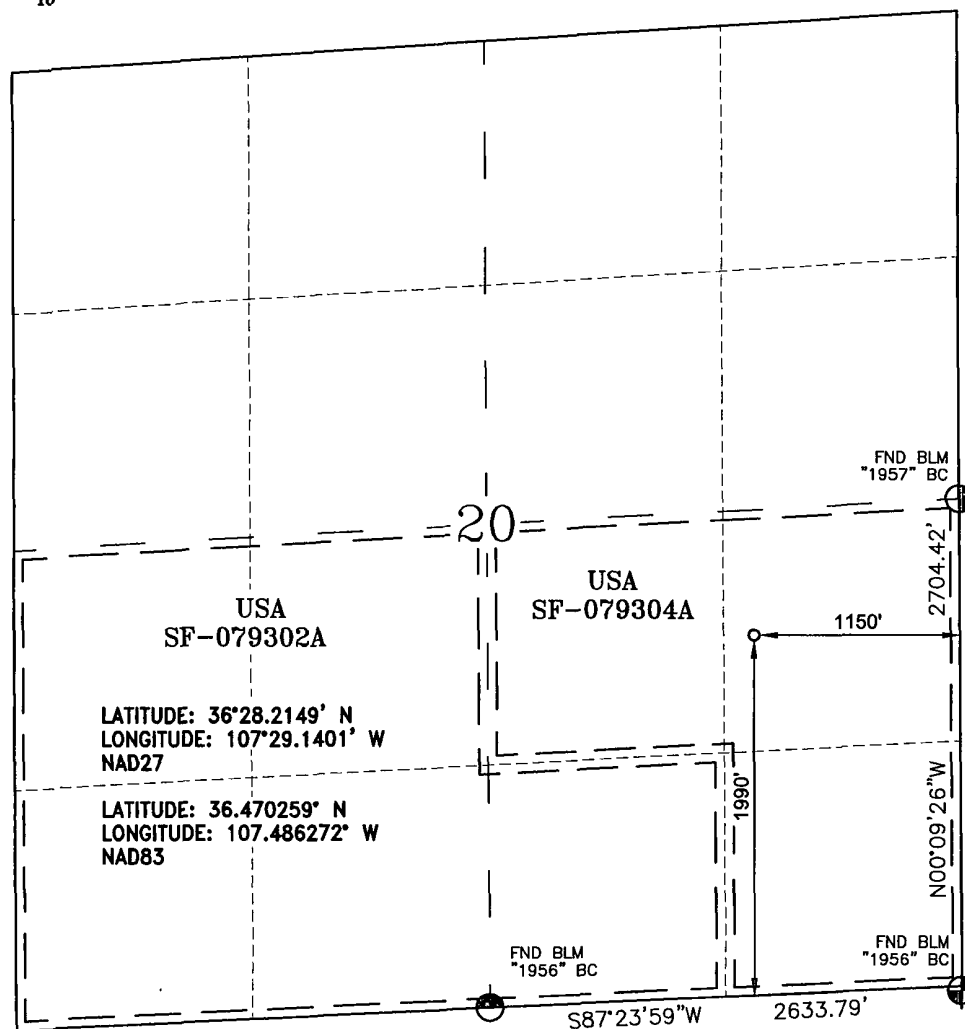 FND BLM
"1957" BC
20
2704.42'
USA
SF-079302A
USA
SF-079304A
1150'
LATITUDE: 36°28.2149' N
LONGITUDE: 107°29.1401' W
NAD27
1990'
LATITUDE: 36.470259° N
LONGITUDE: 107.486272° W
NAD83
N00°09'26"W
FND BLM
"1956" BC
FND BLM
"1956" BC
S87°23'59"W
2633.79'